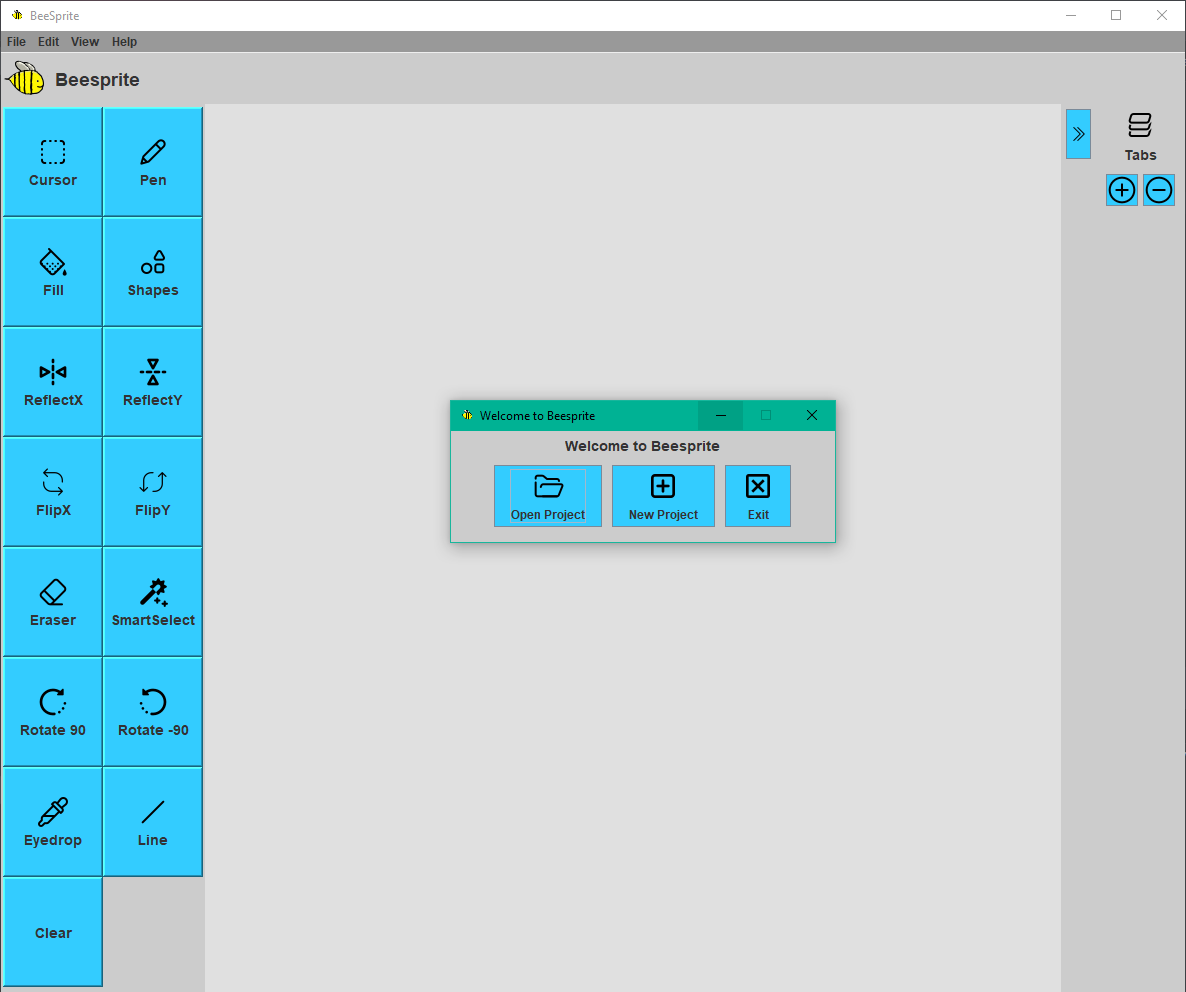 BeeSprite
File Edit View Help
Beesprite
Cursor Pen
Fill Shapes
ReflectX ReflectY
FlipX FlipY
Eraser SmartSelect
Rotate 90 Rotate -90
Eyedrop Line
Clear
Welcome to Beesprite
Welcome to Beesprite
Open Project New Project Exit
Tabs